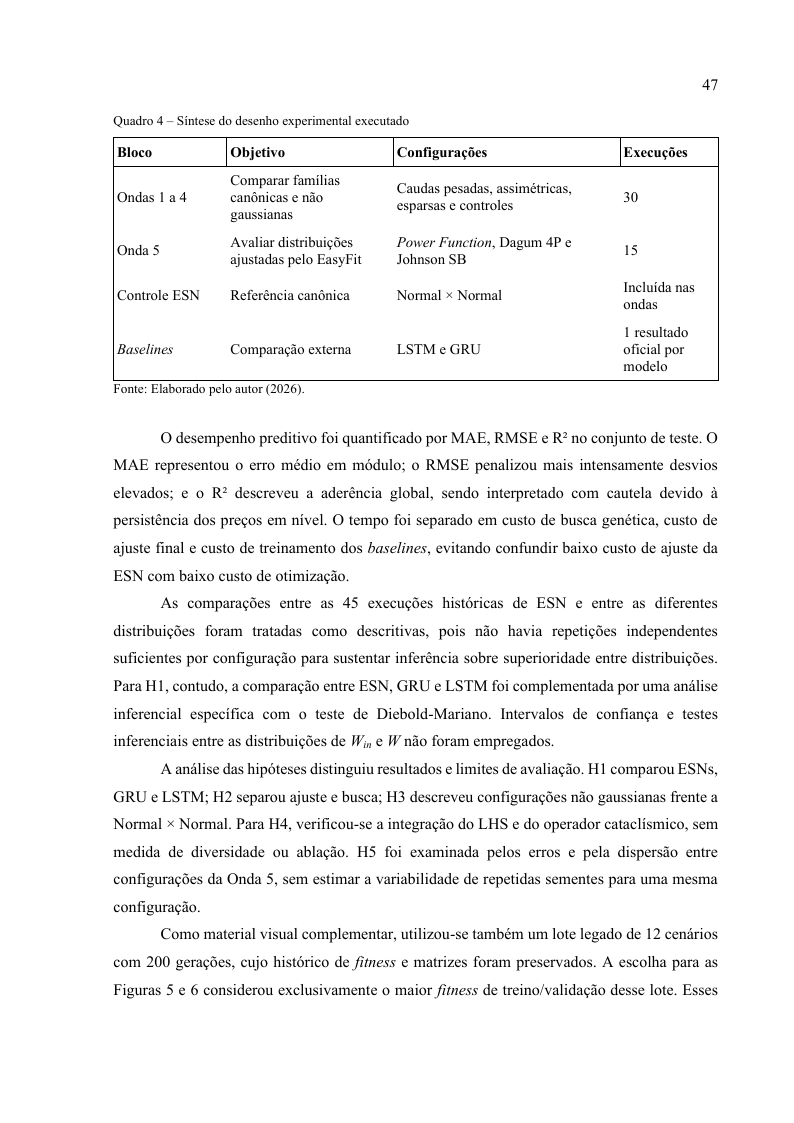 47
Quadro 4 – Síntese do desenho experimental executado
Bloco Objetivo Configurações Execuções
Ondas 1 a 4
Comparar famílias
canônicas e não
gaussianas
Caudas pesadas, assimétricas,
esparsas e controles
30
Onda 5
Avaliar distribuições
ajustadas pelo EasyFit
Power Function, Dagum 4P e
Johnson SB
15
Controle ESN
Referência canônica
Normal × Normal
Incluída nas
ondas
Baselines
Comparação externa
LSTM e GRU
1 resultado
oficial por
modelo
Fonte: Elaborado pelo autor (2026).
O desempenho preditivo foi quantificado por MAE, RMSE e R² no conjunto de teste. O
MAE representou o erro médio em módulo; o RMSE penalizou mais intensamente desvios
elevados; e o R² descreveu a aderência global, sendo interpretado com cautela devido à
persistência dos preços em nível. O tempo foi separado em custo de busca genética, custo de
ajuste final e custo de treinamento dos baselines, evitando confundir baixo custo de ajuste da
ESN com baixo custo de otimização.
As comparações entre as 45 execuções históricas de ESN e entre as diferentes
distribuições foram tratadas como descritivas, pois não havia repetições independentes
suficientes por configuração para sustentar inferência sobre superioridade entre distribuições.
Para H1, contudo, a comparação entre ESN, GRU e LSTM foi complementada por uma análise
inferencial específica com o teste de Diebold-Mariano. Intervalos de confiança e testes
inferenciais entre as distribuições de Win e W não foram empregados.
A análise das hipóteses distinguiu resultados e limites de avaliação. H1 comparou ESNs,
GRU e LSTM; H2 separou ajuste e busca; H3 descreveu configurações não gaussianas frente a
Normal × Normal. Para H4, verificou-se a integração do LHS e do operador cataclísmico, sem
medida de diversidade ou ablação. H5 foi examinada pelos erros e pela dispersão entre
configurações da Onda 5, sem estimar a variabilidade de repetidas sementes para uma mesma
configuração.
Como material visual complementar, utilizou-se também um lote legado de 12 cenários
com 200 gerações, cujo histórico de fitness e matrizes foram preservados. A escolha para as
Figuras 5 e 6 considerou exclusivamente o maior fitness de treino/validação desse lote. Esses